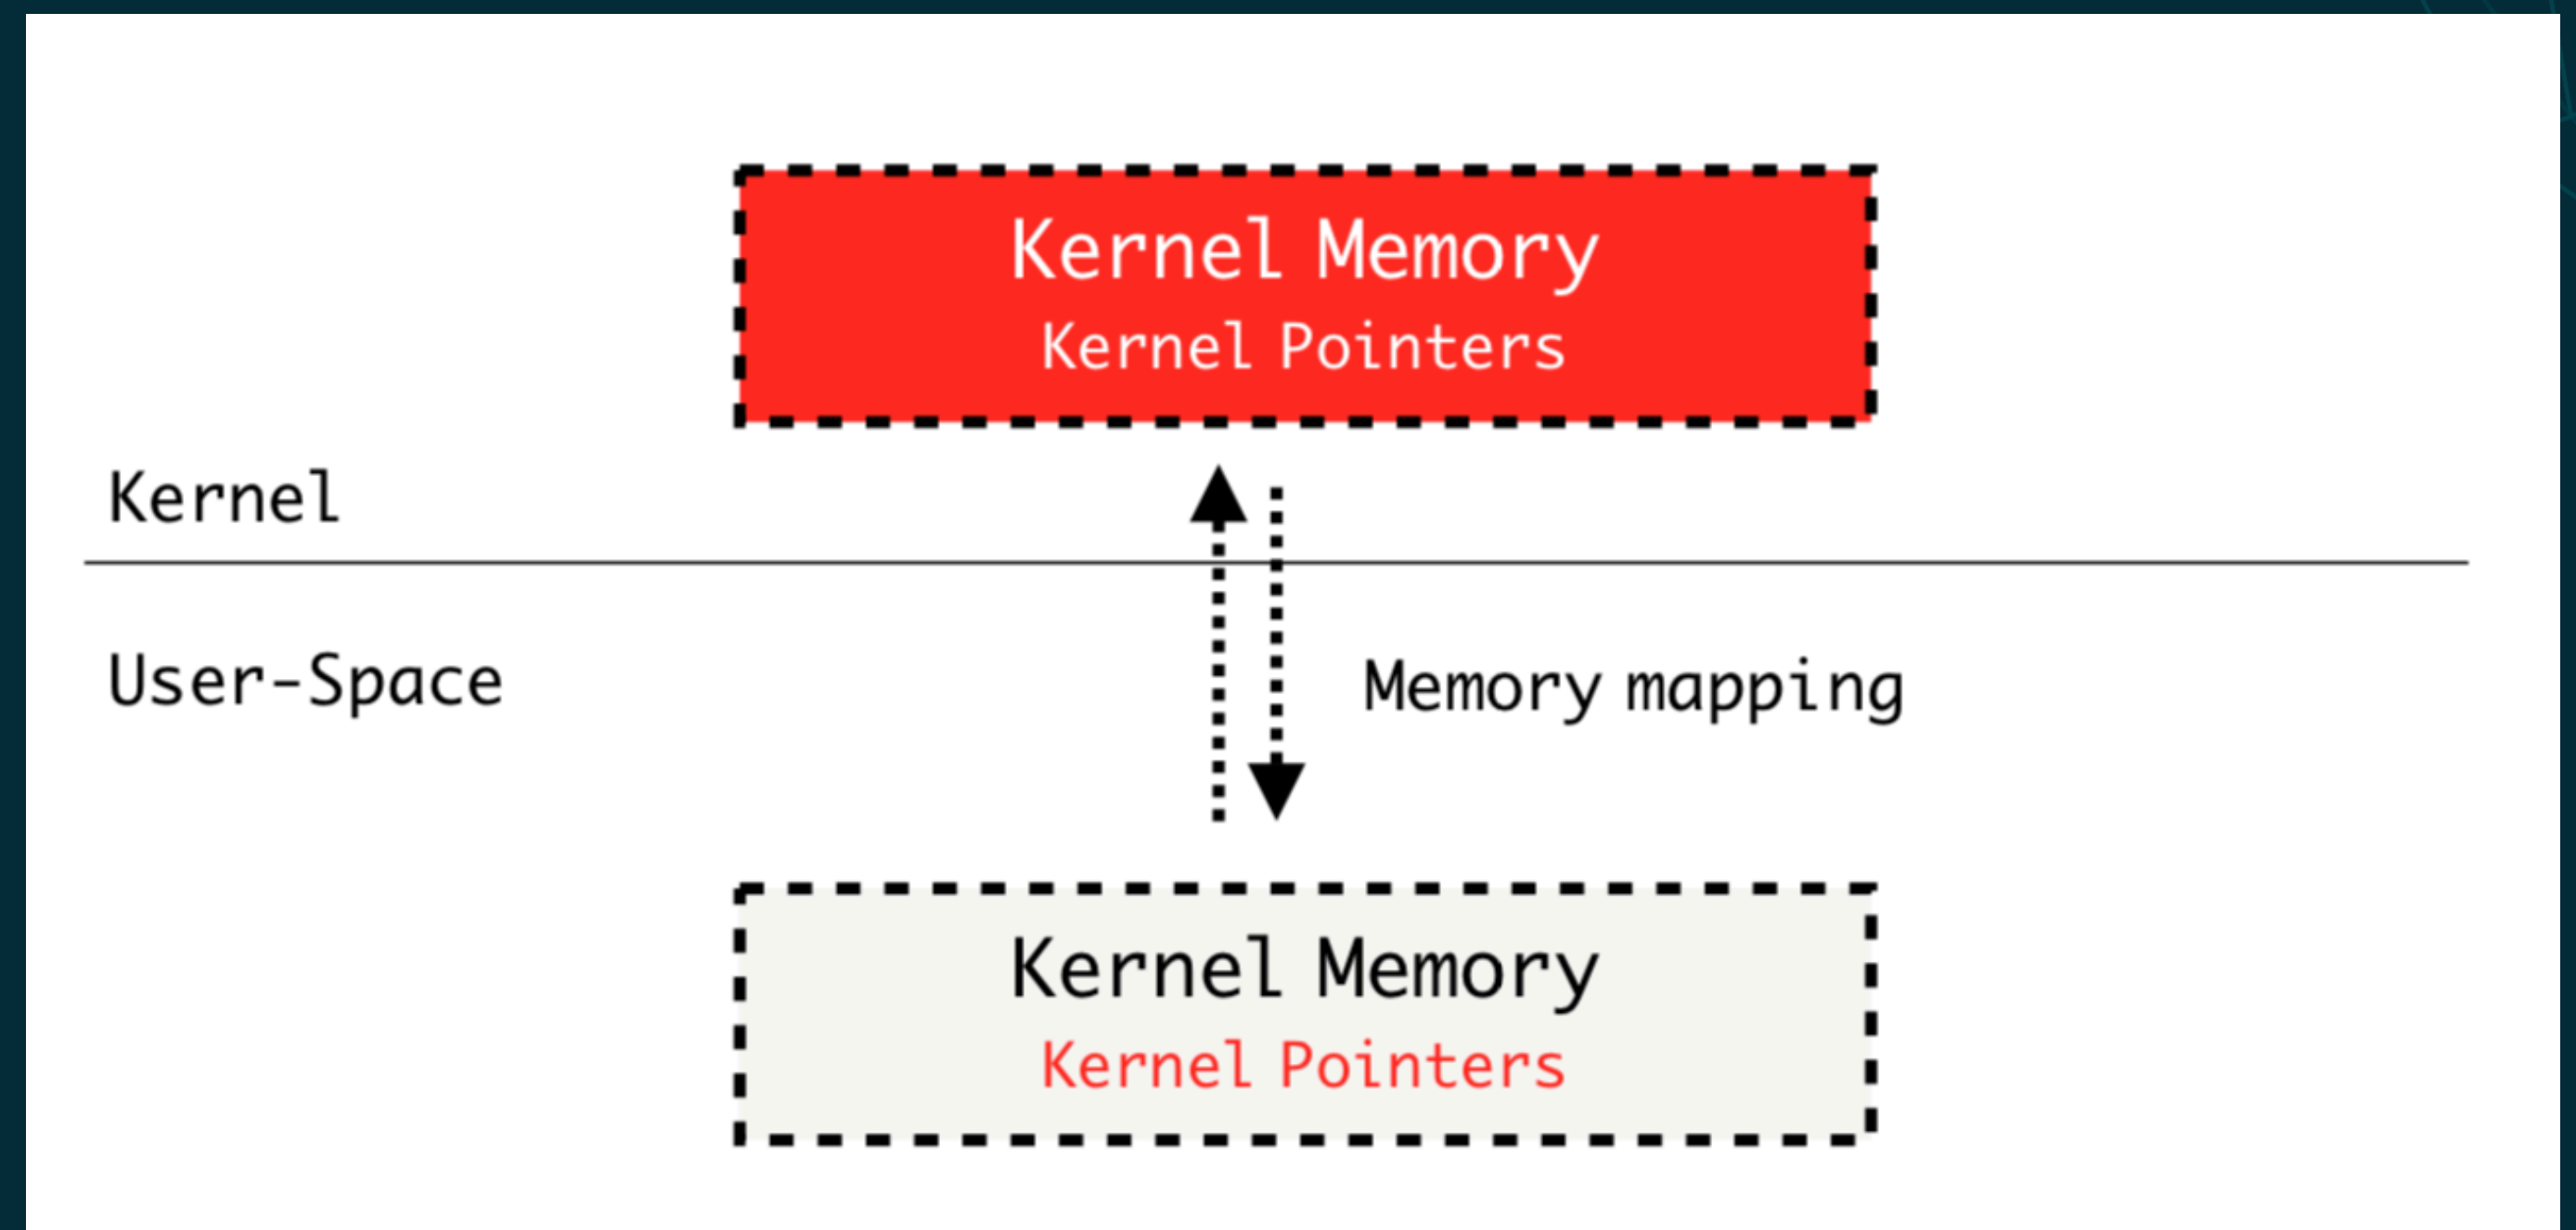 Kernel Memory
Kernel Pointers
Kernel
User-Space
Memory mapping
Kernel Memory
Kernel Pointers